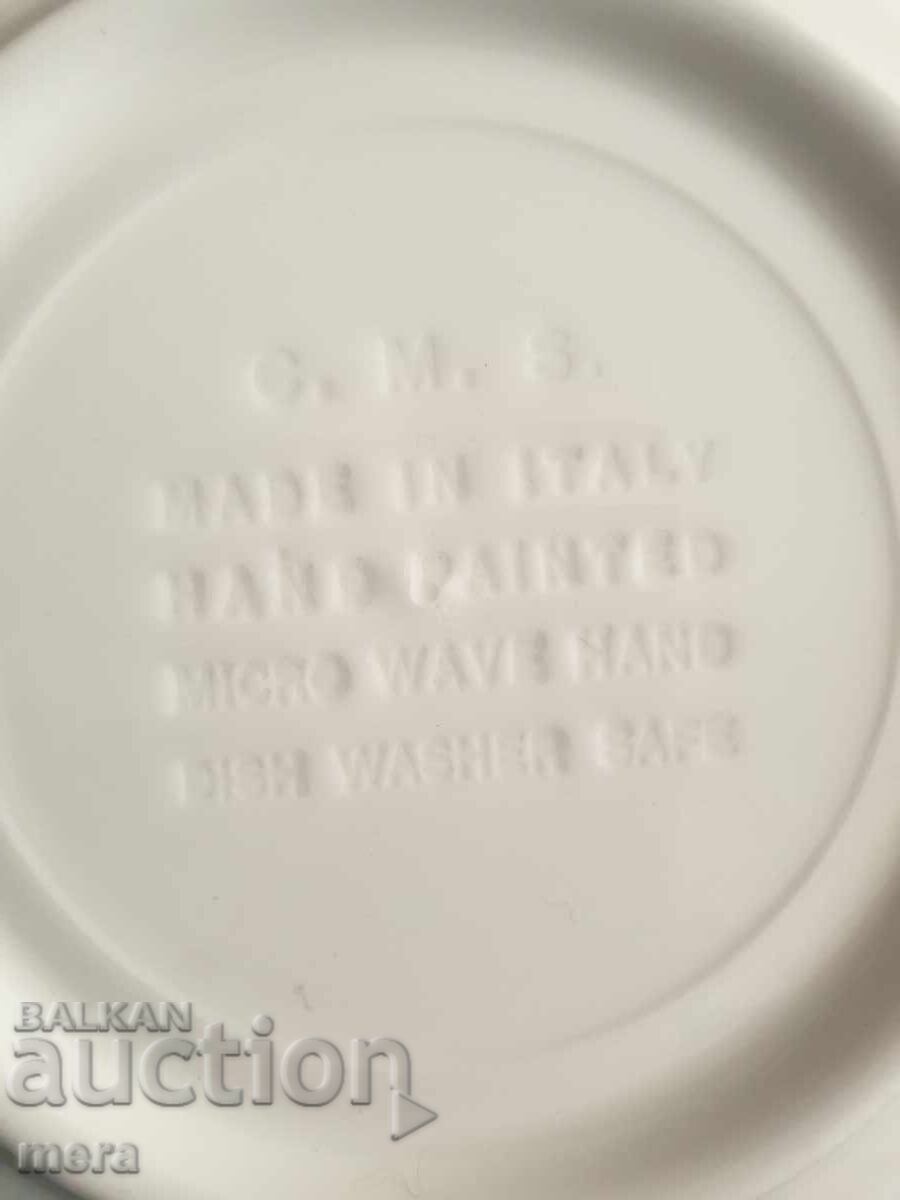 C. M. S.
MADE IN ITALY
HAND PAINTED
MICRO WAVE HAND
DISH WASHER SAFE
BALKAN
auction
mera